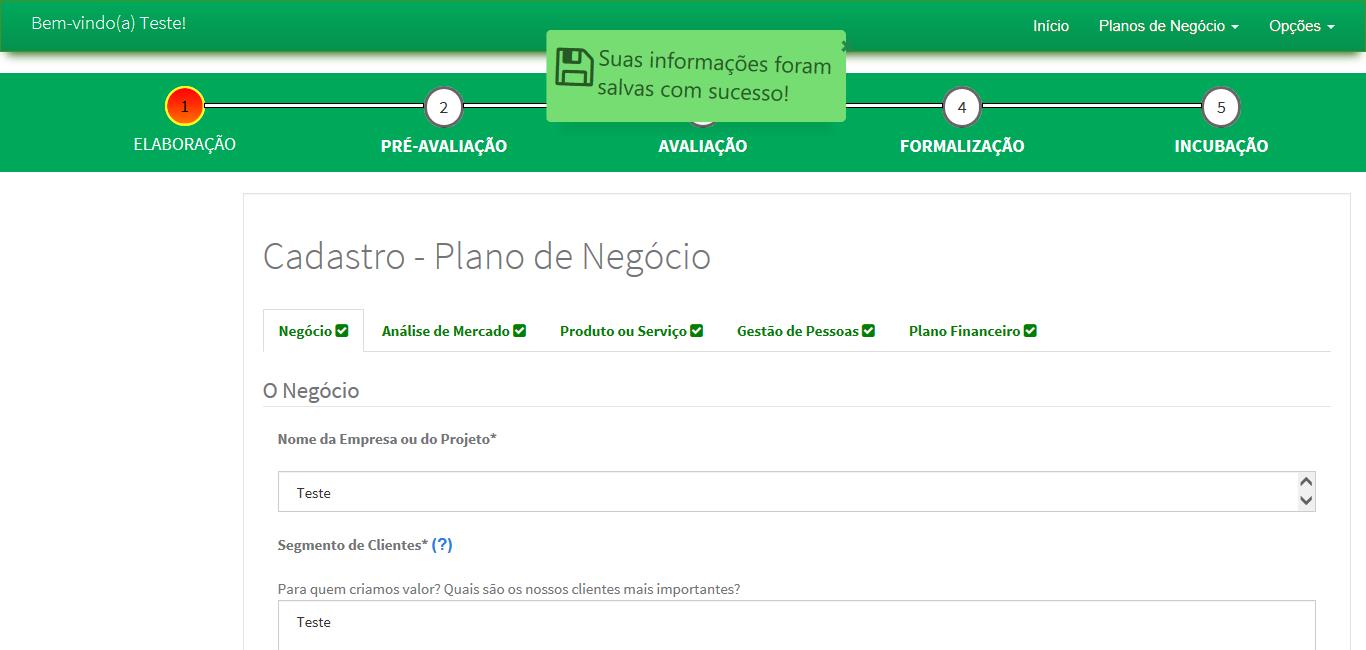 Bem-vindo(a) Teste!
Início Planos de Negócio Opções
Suas informações foram
salvas com sucesso!
1 2 4 5
ELABORAÇÃO PRÉ-AVALIAÇÃO AVALIAÇÃO FORMALIZAÇÃO INCUBAÇÃO
Cadastro - Plano de Negócio
Negócio Análise de Mercado Produto ou Serviço Gestão de Pessoas Plano Financeiro
O Negócio
Nome da Empresa ou do Projeto*
Teste
Segmento de Clientes* (?)
Para quem criamos valor? Quais são os nossos clientes mais importantes?
Teste